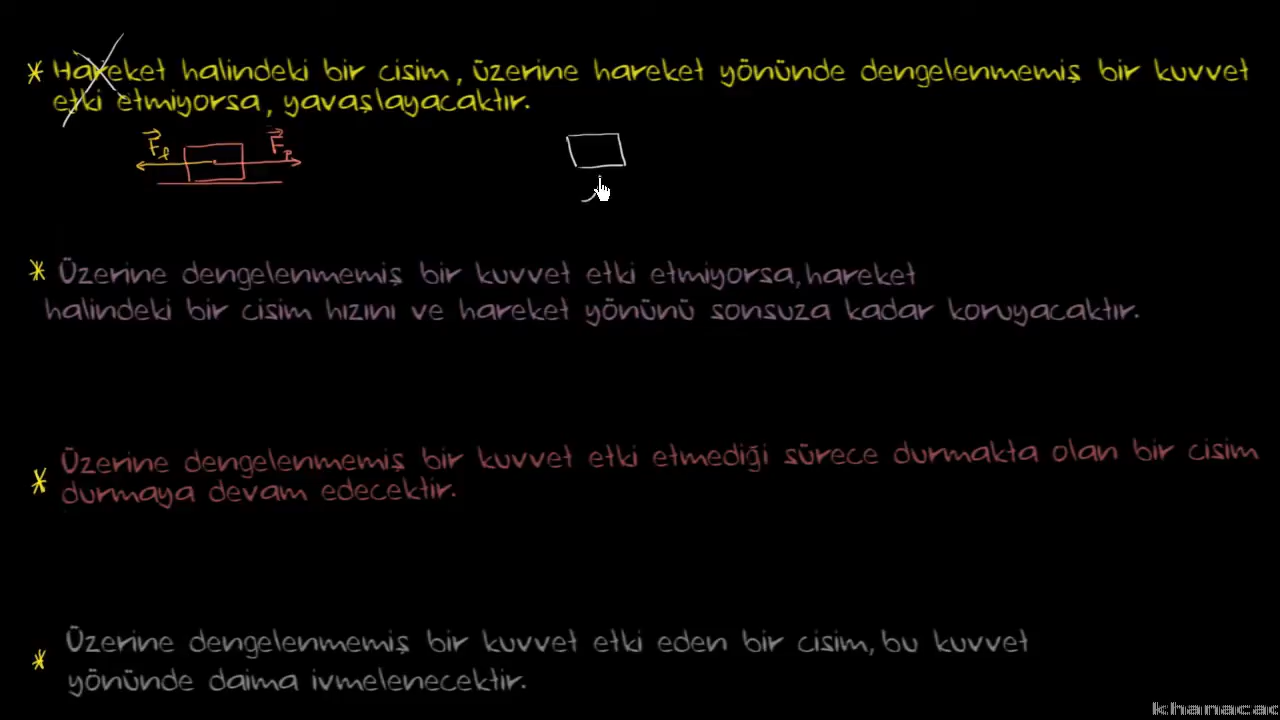 * Hareket halindeki bir cisim, üzerine hareket yönünde dengelenmemiş bir kuvvet
etki etmiyorsa, yavaşlayacaktır.
F_f F_p
* Üzerine dengelenmemiş bir kuvvet etki etmiyorsa, hareket
halindeki bir cisim hızını ve hareket yönünü sonsuza kadar koruyacaktır.
* Üzerine dengelenmemiş bir kuvvet etki etmediği sürece durmakta olan bir cisim
durmaya devam edecektir.
* Üzerine dengelenmemiş bir kuvvet etki eden bir cisim, bu kuvvet
yönünde daima ivmelenecektir.
khanacac